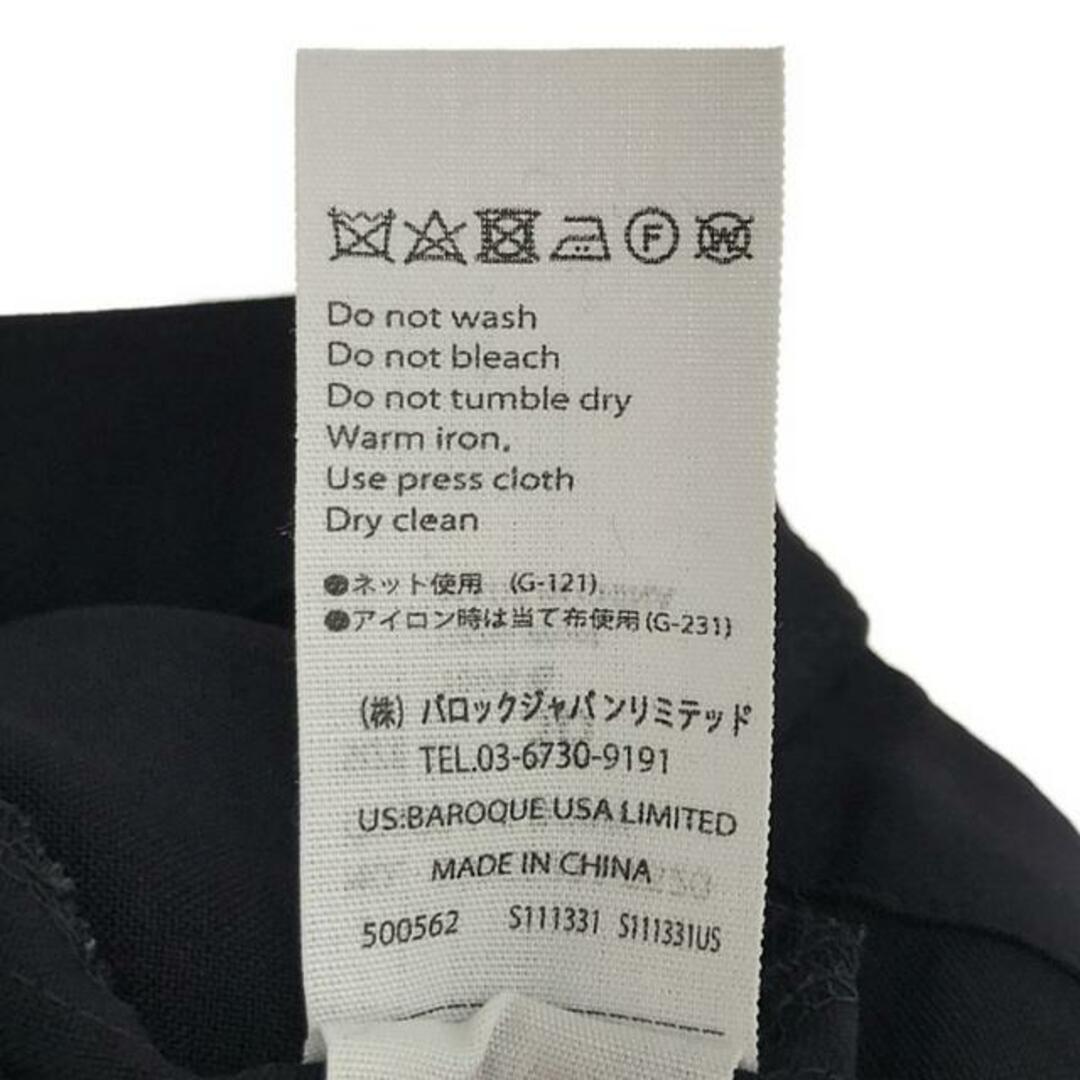 F W
Do not wash
Do not bleach
Do not tumble dry
Warm iron.
Use press cloth
Dry clean
●ネット使用 (G-121).
●アイロン時は当て布使用(G-231)
(株) バロックジャパンリミテッド
TEL.03-6730-9191
US:BAROQUE USA LIMITED
MADE IN CHINA
500562 S111331 S111331US